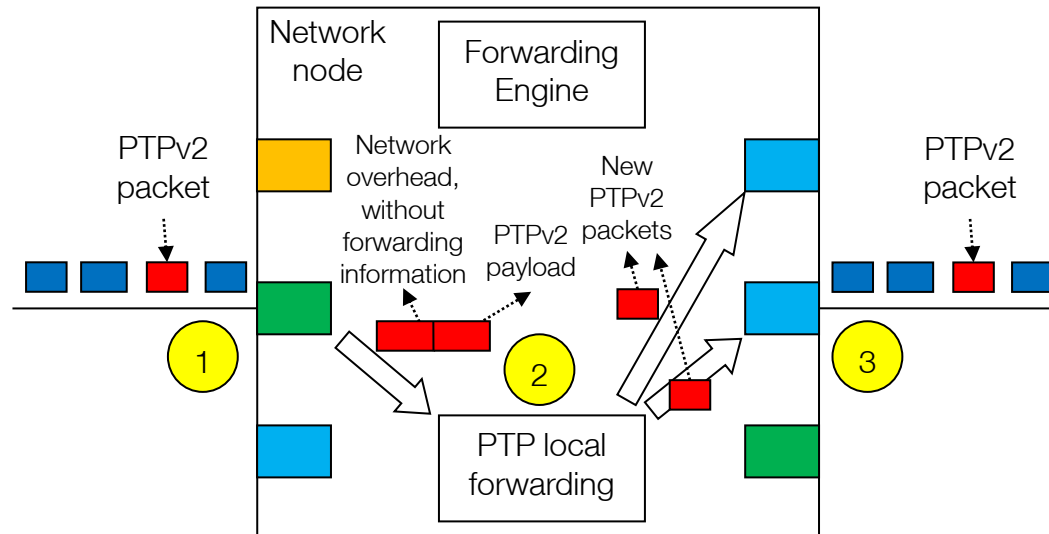 Network
node
Forwarding
Engine
PTPv2
packet
Network
overhead,
without
forwarding
information
PTPv2
payload
New
PTPv2
packets
PTPv2
packet
1
2
3
PTP local
forwarding